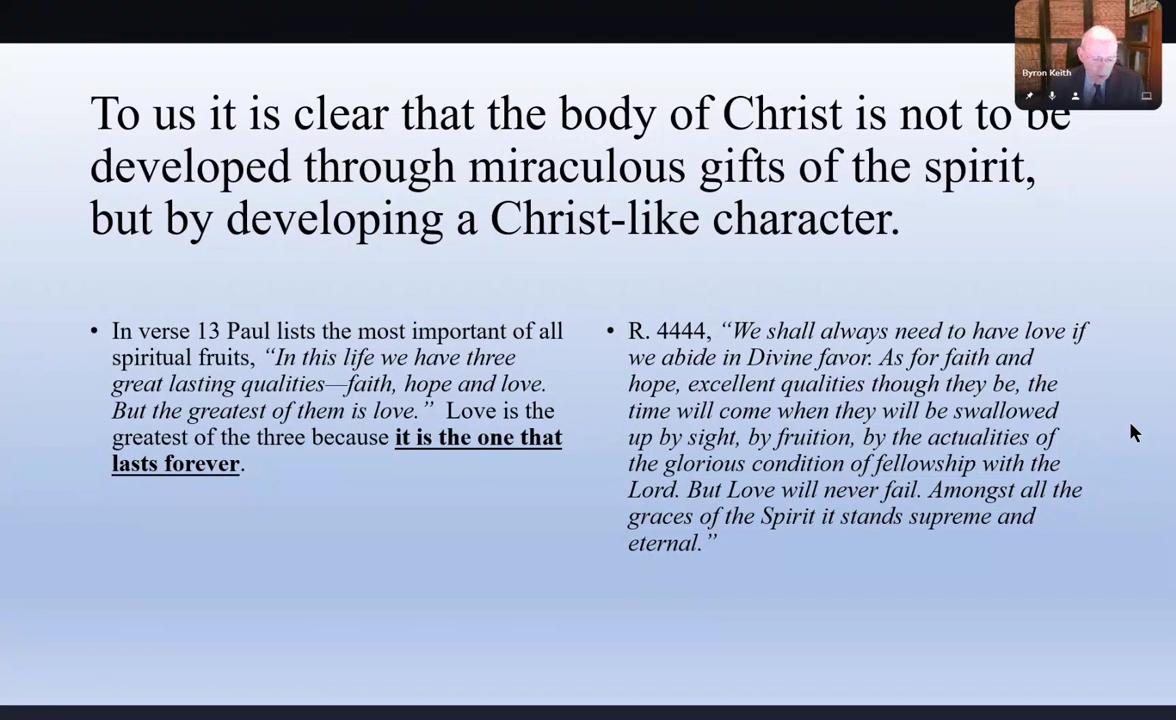 Byron Keith
To us it is clear that the body of Christ is not to be
developed through miraculous gifts of the spirit,
but by developing a Christ-like character.
• In verse 13 Paul lists the most important of all
spiritual fruits, “In this life we have three
great lasting qualities—faith, hope and love.
But the greatest of them is love.”  Love is the
greatest of the three because it is the one that
lasts forever.
• R. 4444, “We shall always need to have love if
we abide in Divine favor. As for faith and
hope, excellent qualities though they be, the
time will come when they will be swallowed
up by sight, by fruition, by the actualities of
the glorious condition of fellowship with the
Lord. But Love will never fail. Amongst all the
graces of the Spirit it stands supreme and
eternal.”